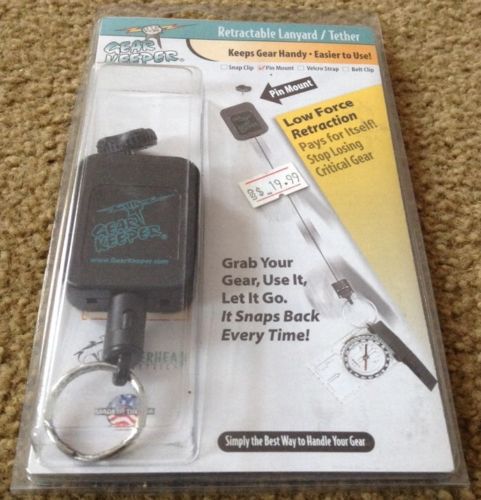 GEAR
KEEPER®
Retractable Lanyard / Tether
Keeps Gear Handy • Easier to Use!
Snap Clip Pin Mount Velcro Strap Belt Clip
Pin Mount
Low Force
Retraction
Pays for Itself!
Stop Losing
Critical Gear
19.99
GEAR
KEEPER
www.GearKeeper.com
Grab Your
Gear, Use It,
Let It Go.
It Snaps Back
Every Time!
Simply the Best Way to Handle Your Gear